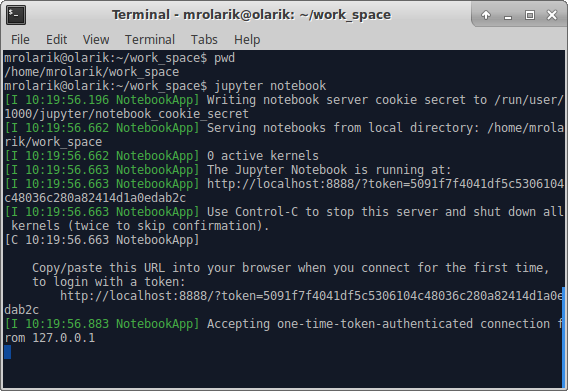 Terminal - mrolarik@olarik: ~/work_space
File Edit View Terminal Tabs Help
mrolarik@olarik:~/work_space$ pwd
/home/mrolarik/work_space
mrolarik@olarik:~/work_space$ jupyter notebook
[I 10:19:56.196 NotebookApp] Writing notebook server cookie secret to /run/user/
1000/jupyter/notebook_cookie_secret
[I 10:19:56.662 NotebookApp] Serving notebooks from local directory: /home/mrola
rik/work_space
[I 10:19:56.662 NotebookApp] 0 active kernels
[I 10:19:56.663 NotebookApp] The Jupyter Notebook is running at:
[I 10:19:56.663 NotebookApp] http://localhost:8888/?token=5091f7f4041df5c5306104
c48036c280a82414d1a0edab2c
[I 10:19:56.663 NotebookApp] Use Control-C to stop this server and shut down all
 kernels (twice to skip confirmation).
[C 10:19:56.663 NotebookApp]
    Copy/paste this URL into your browser when you connect for the first time,
    to login with a token:
        http://localhost:8888/?token=5091f7f4041df5c5306104c48036c280a82414d1a0e
dab2c
[I 10:19:56.883 NotebookApp] Accepting one-time-token-authenticated connection f
rom 127.0.0.1